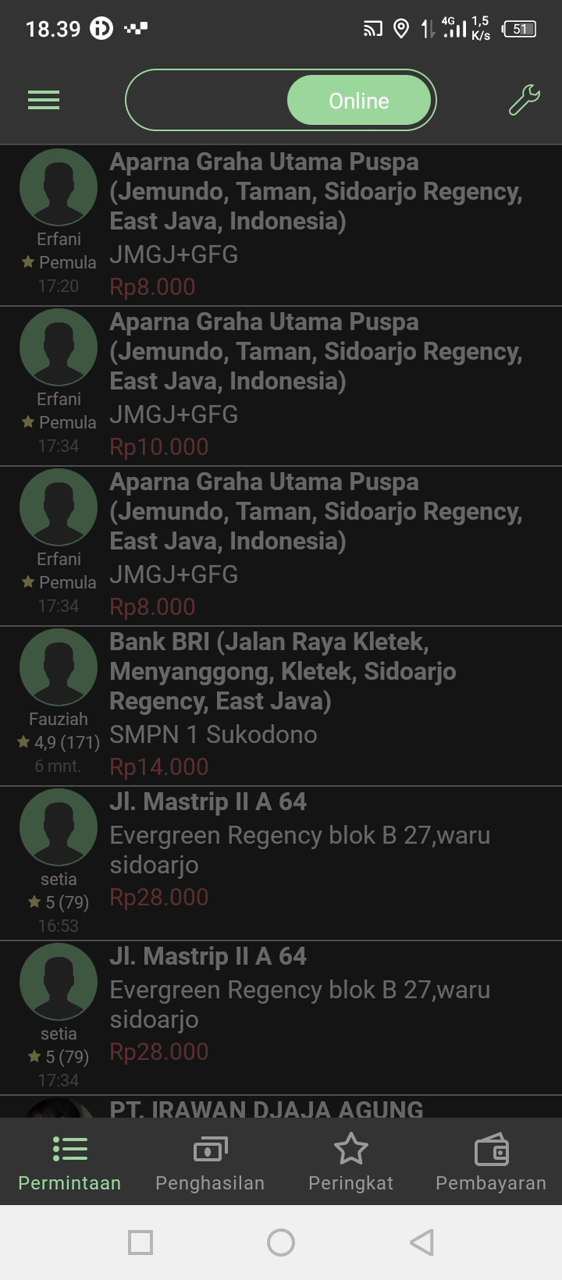 18.39
4G
1,5
K/s
51
Online
Aparna Graha Utama Puspa
(Jemundo, Taman, Sidoarjo Regency,
East Java, Indonesia)
JMGJ+GFG
Rp8.000
Erfani
Pemula
17:20
Aparna Graha Utama Puspa
(Jemundo, Taman, Sidoarjo Regency,
East Java, Indonesia)
JMGJ+GFG
Rp10.000
Erfani
Pemula
17:34
Aparna Graha Utama Puspa
(Jemundo, Taman, Sidoarjo Regency,
East Java, Indonesia)
JMGJ+GFG
Rp8.000
Erfani
Pemula
17:34
Bank BRI (Jalan Raya Kletek,
Menyanggong, Kletek, Sidoarjo
Regency, East Java)
SMPN 1 Sukodono
Rp14.000
Fauziah
4,9 (171)
6 mnt.
Jl. Mastrip II A 64
Evergreen Regency blok B 27,waru
sidoarjo
Rp28.000
setia
5 (79)
16:53
Jl. Mastrip II A 64
Evergreen Regency blok B 27,waru
sidoarjo
Rp28.000
setia
5 (79)
17:34
PT. IRAWAN DJAJA AGUNG
Permintaan
Penghasilan
Peringkat
Pembayaran